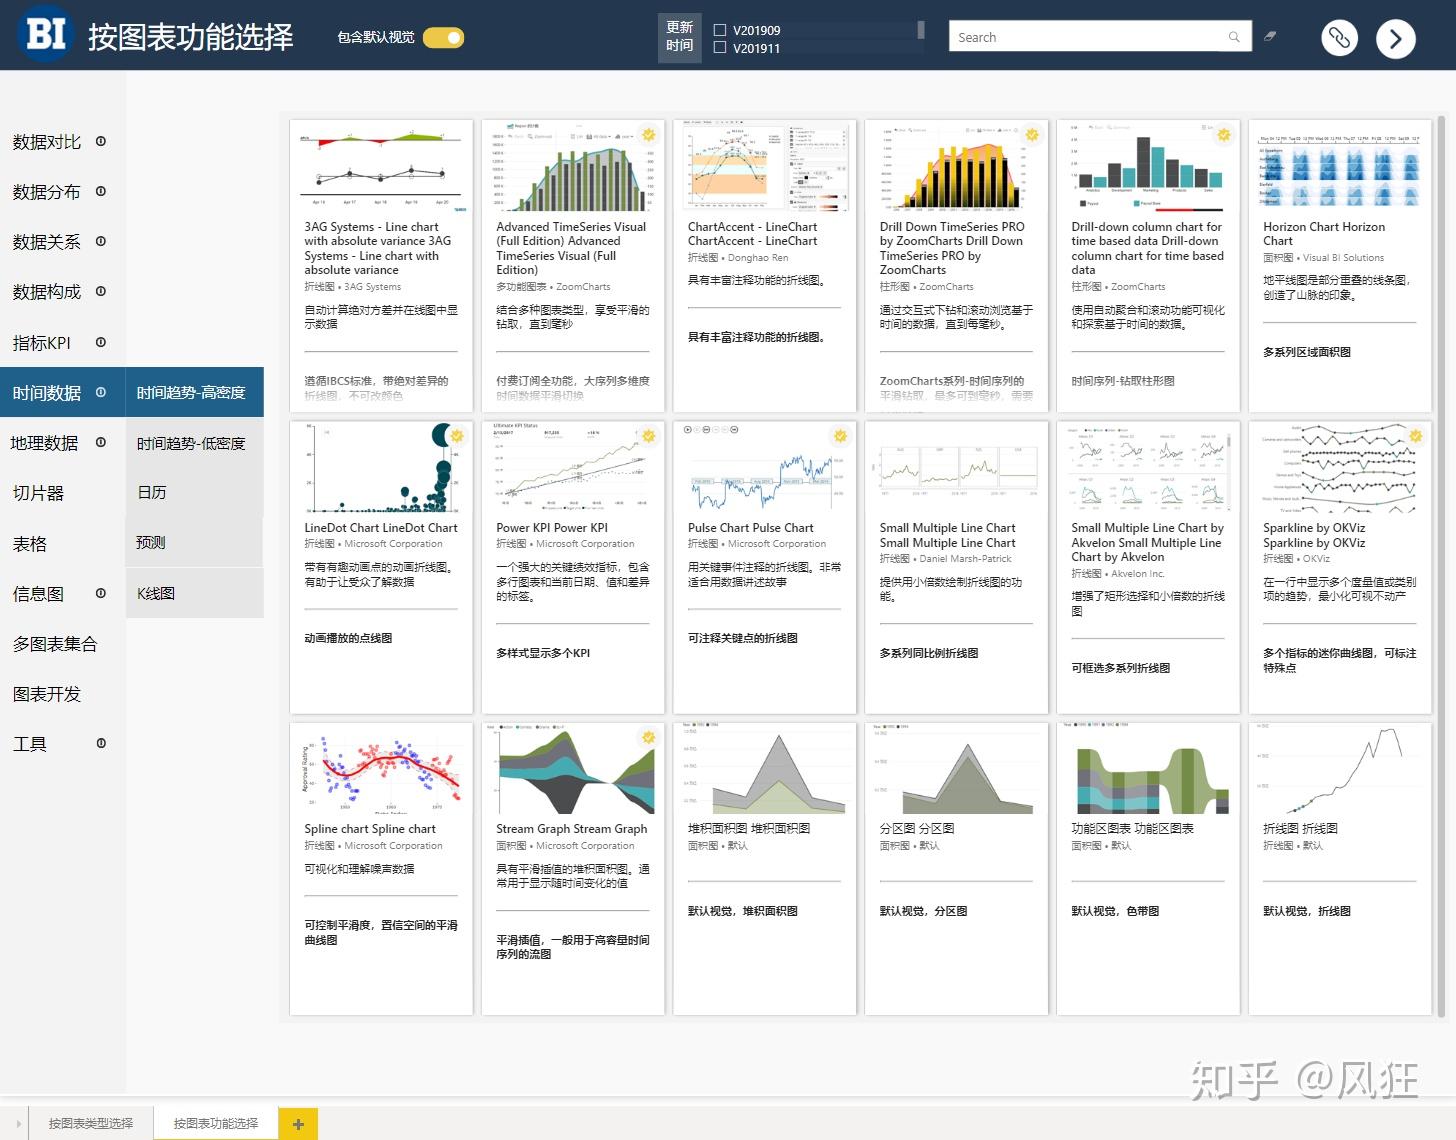 BI 按图表功能选择
包含默认视觉
更新
时间
V201909
V201911
Search
数据对比
数据分布
数据关系
数据构成
指标KPI
时间数据
地理数据
切片器
表格
信息图
多图表集合
图表开发
工具
时间趋势-高密度
时间趋势-低密度
日历
预测
K线图
3AG Systems - Line chart
with absolute variance 3AG
Systems - Line chart with
absolute variance
折线图 • 3AG Systems
自动计算绝对方差并在线图中显
示数据
遵循IBCS标准，带绝对差异的
折线图，不可改颜色
Advanced TimeSeries Visual
(Full Edition) Advanced
TimeSeries Visual (Full
Edition)
多功能图表 • ZoomCharts
结合多种图表类型，享受平滑的
钻取，直到毫秒
付费订阅全功能，大序列多维度
时间数据平滑切换
ChartAccent - LineChart
ChartAccent - LineChart
折线图 • Donghao Ren
具有丰富注释功能的折线图。
具有丰富注释功能的折线图。
Drill Down TimeSeries PRO
by ZoomCharts Drill Down
TimeSeries PRO by
ZoomCharts
柱形图 • ZoomCharts
通过交互式下钻和滚动浏览基于
时间的数据，直到每毫秒。
ZoomCharts系列-时间序列的
平滑钻取，最多可到毫秒，需要
Drill-down column chart for
time based data Drill-down
column chart for time based
data
柱形图 • ZoomCharts
使用自动聚合和滚动功能可视化
和探索基于时间的数据。
时间序列-钻取柱形图
Horizon Chart Horizon
Chart
面积图 • Visual BI Solutions
地平线图是部分重叠的线条图，
创造了山脉的印象。
多系列区域面积图
LineDot Chart LineDot Chart
折线图 • Microsoft Corporation
带有有趣动画点的动画折线图。
有助于让受众了解数据
动画播放的点线图
Ultimate KPI Status
Power KPI Power KPI
折线图 • Microsoft Corporation
一个强大的关键绩效指标，包含
多行图表和当前日期、值和差异
的标签。
多样式显示多个KPI
Pulse Chart Pulse Chart
折线图 • Microsoft Corporation
用关键事件注释的折线图。非常
适合用数据讲述故事
可注释关键点的折线图
Small Multiple Line Chart
Small Multiple Line Chart
折线图 • Daniel Marsh-Patrick
提供用小倍数绘制折线图的功
能。
多系列同比例折线图
Small Multiple Line Chart by
Akvelon Small Multiple Line
Chart by Akvelon
折线图 • Akvelon Inc.
增强了矩形选择和小倍数的折线
图
可框选多系列折线图
Sparkline by OKViz
Sparkline by OKViz
折线图 • OKViz
在一行中显示多个度量值或类别
项的趋势，最小化可视不动产
多个指标的迷你曲线图，可标注
特殊点
Spline chart Spline chart
折线图 • Microsoft Corporation
可视化和理解噪声数据
可控制平滑度，置信空间的平滑
曲线图
Stream Graph Stream Graph
面积图 • Microsoft Corporation
具有平滑插值的堆积面积图。通
常用于显示随时间变化的值
平滑插值，一般用于高容量时间
序列的流图
堆积面积图 堆积面积图
面积图 • 默认
默认视觉，堆积面积图
分区图 分区图
面积图 • 默认
默认视觉，分区图
功能区图表 功能区图表
面积图 • 默认
默认视觉，色带图
折线图 折线图
折线图 • 默认
默认视觉，折线图
知乎 @风狂
按图表类型选择
按图表功能选择
+